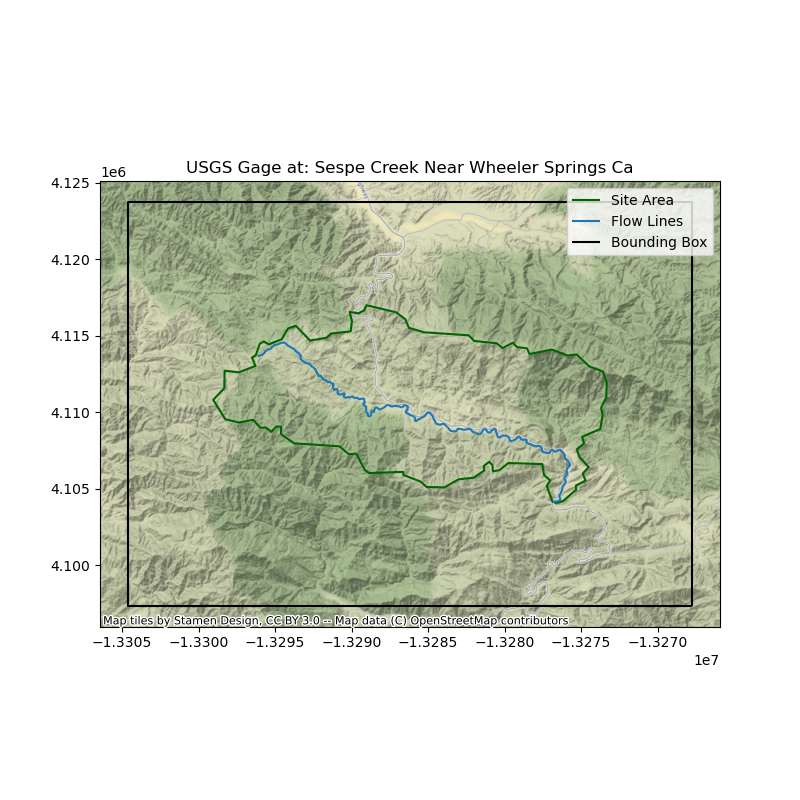 USGS Gage at: Sespe Creek Near Wheeler Springs Ca
1e6
4.125
4.120
4.115
4.110
4.105
4.100
Site Area
Flow Lines
Bounding Box
Map tiles by Stamen Design, CC BY 3.0 -- Map data (C) OpenStreetMap contributors
−1.3305 −1.3300 −1.3295 −1.3290 −1.3285 −1.3280 −1.3275 −1.3270
1e7